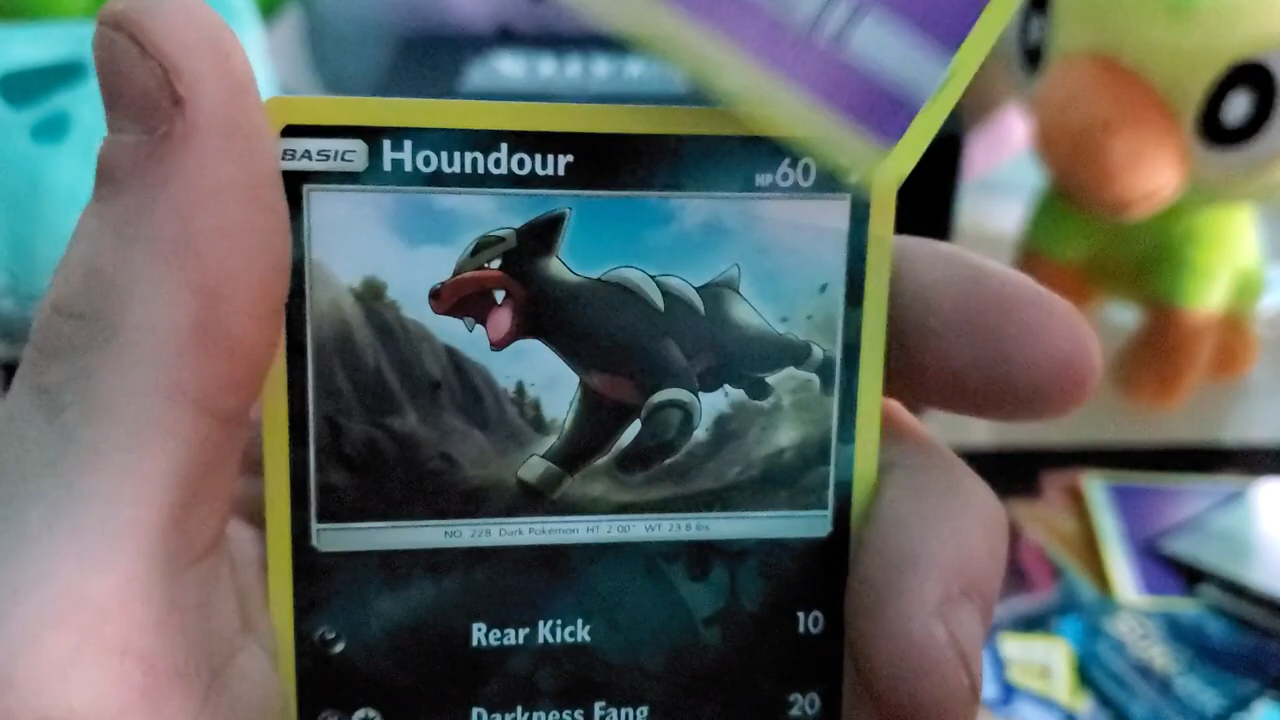 BASIC Houndour HP 60
NO. 228 Dark Pokémon HT 2'00" WT 23.8 lbs
Rear Kick 10
Darkness Fang 20